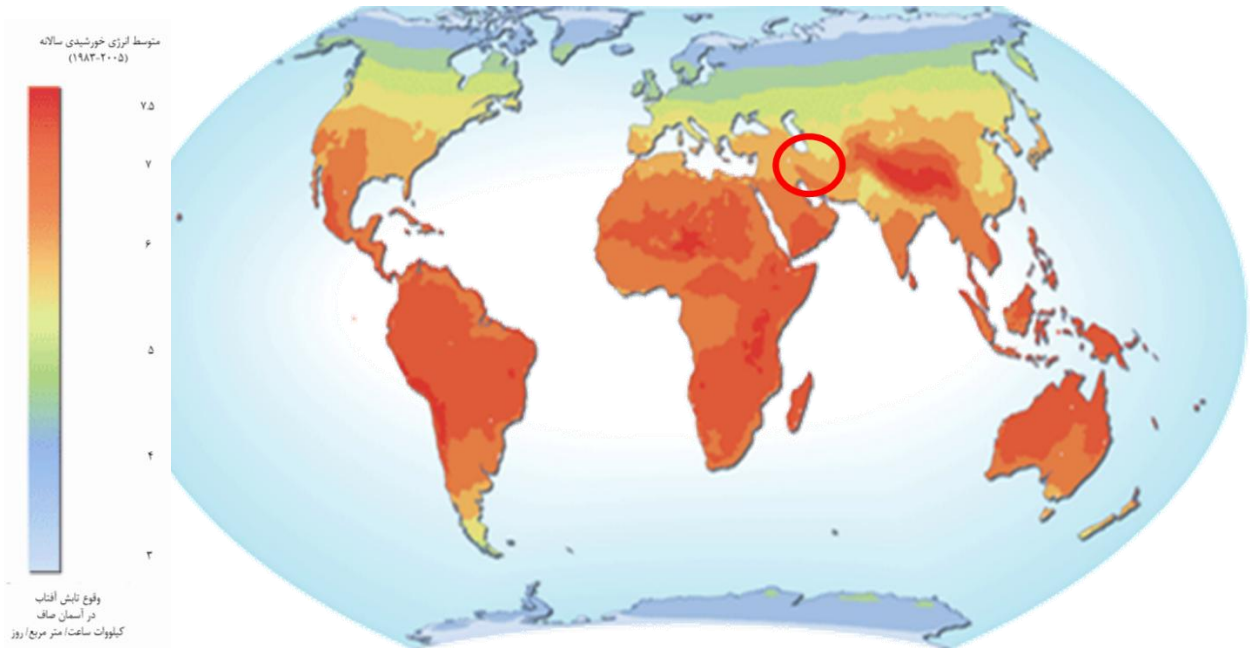 متوسط انرژی خورشیدی سالانه
(۱۹۸۳-۲۰۰۵)
۷.۵
۷
۶
۵
۴
۳
وقوع تابش آفتاب
در آسمان صاف
کیلووات ساعت/ متر مربع/ روز